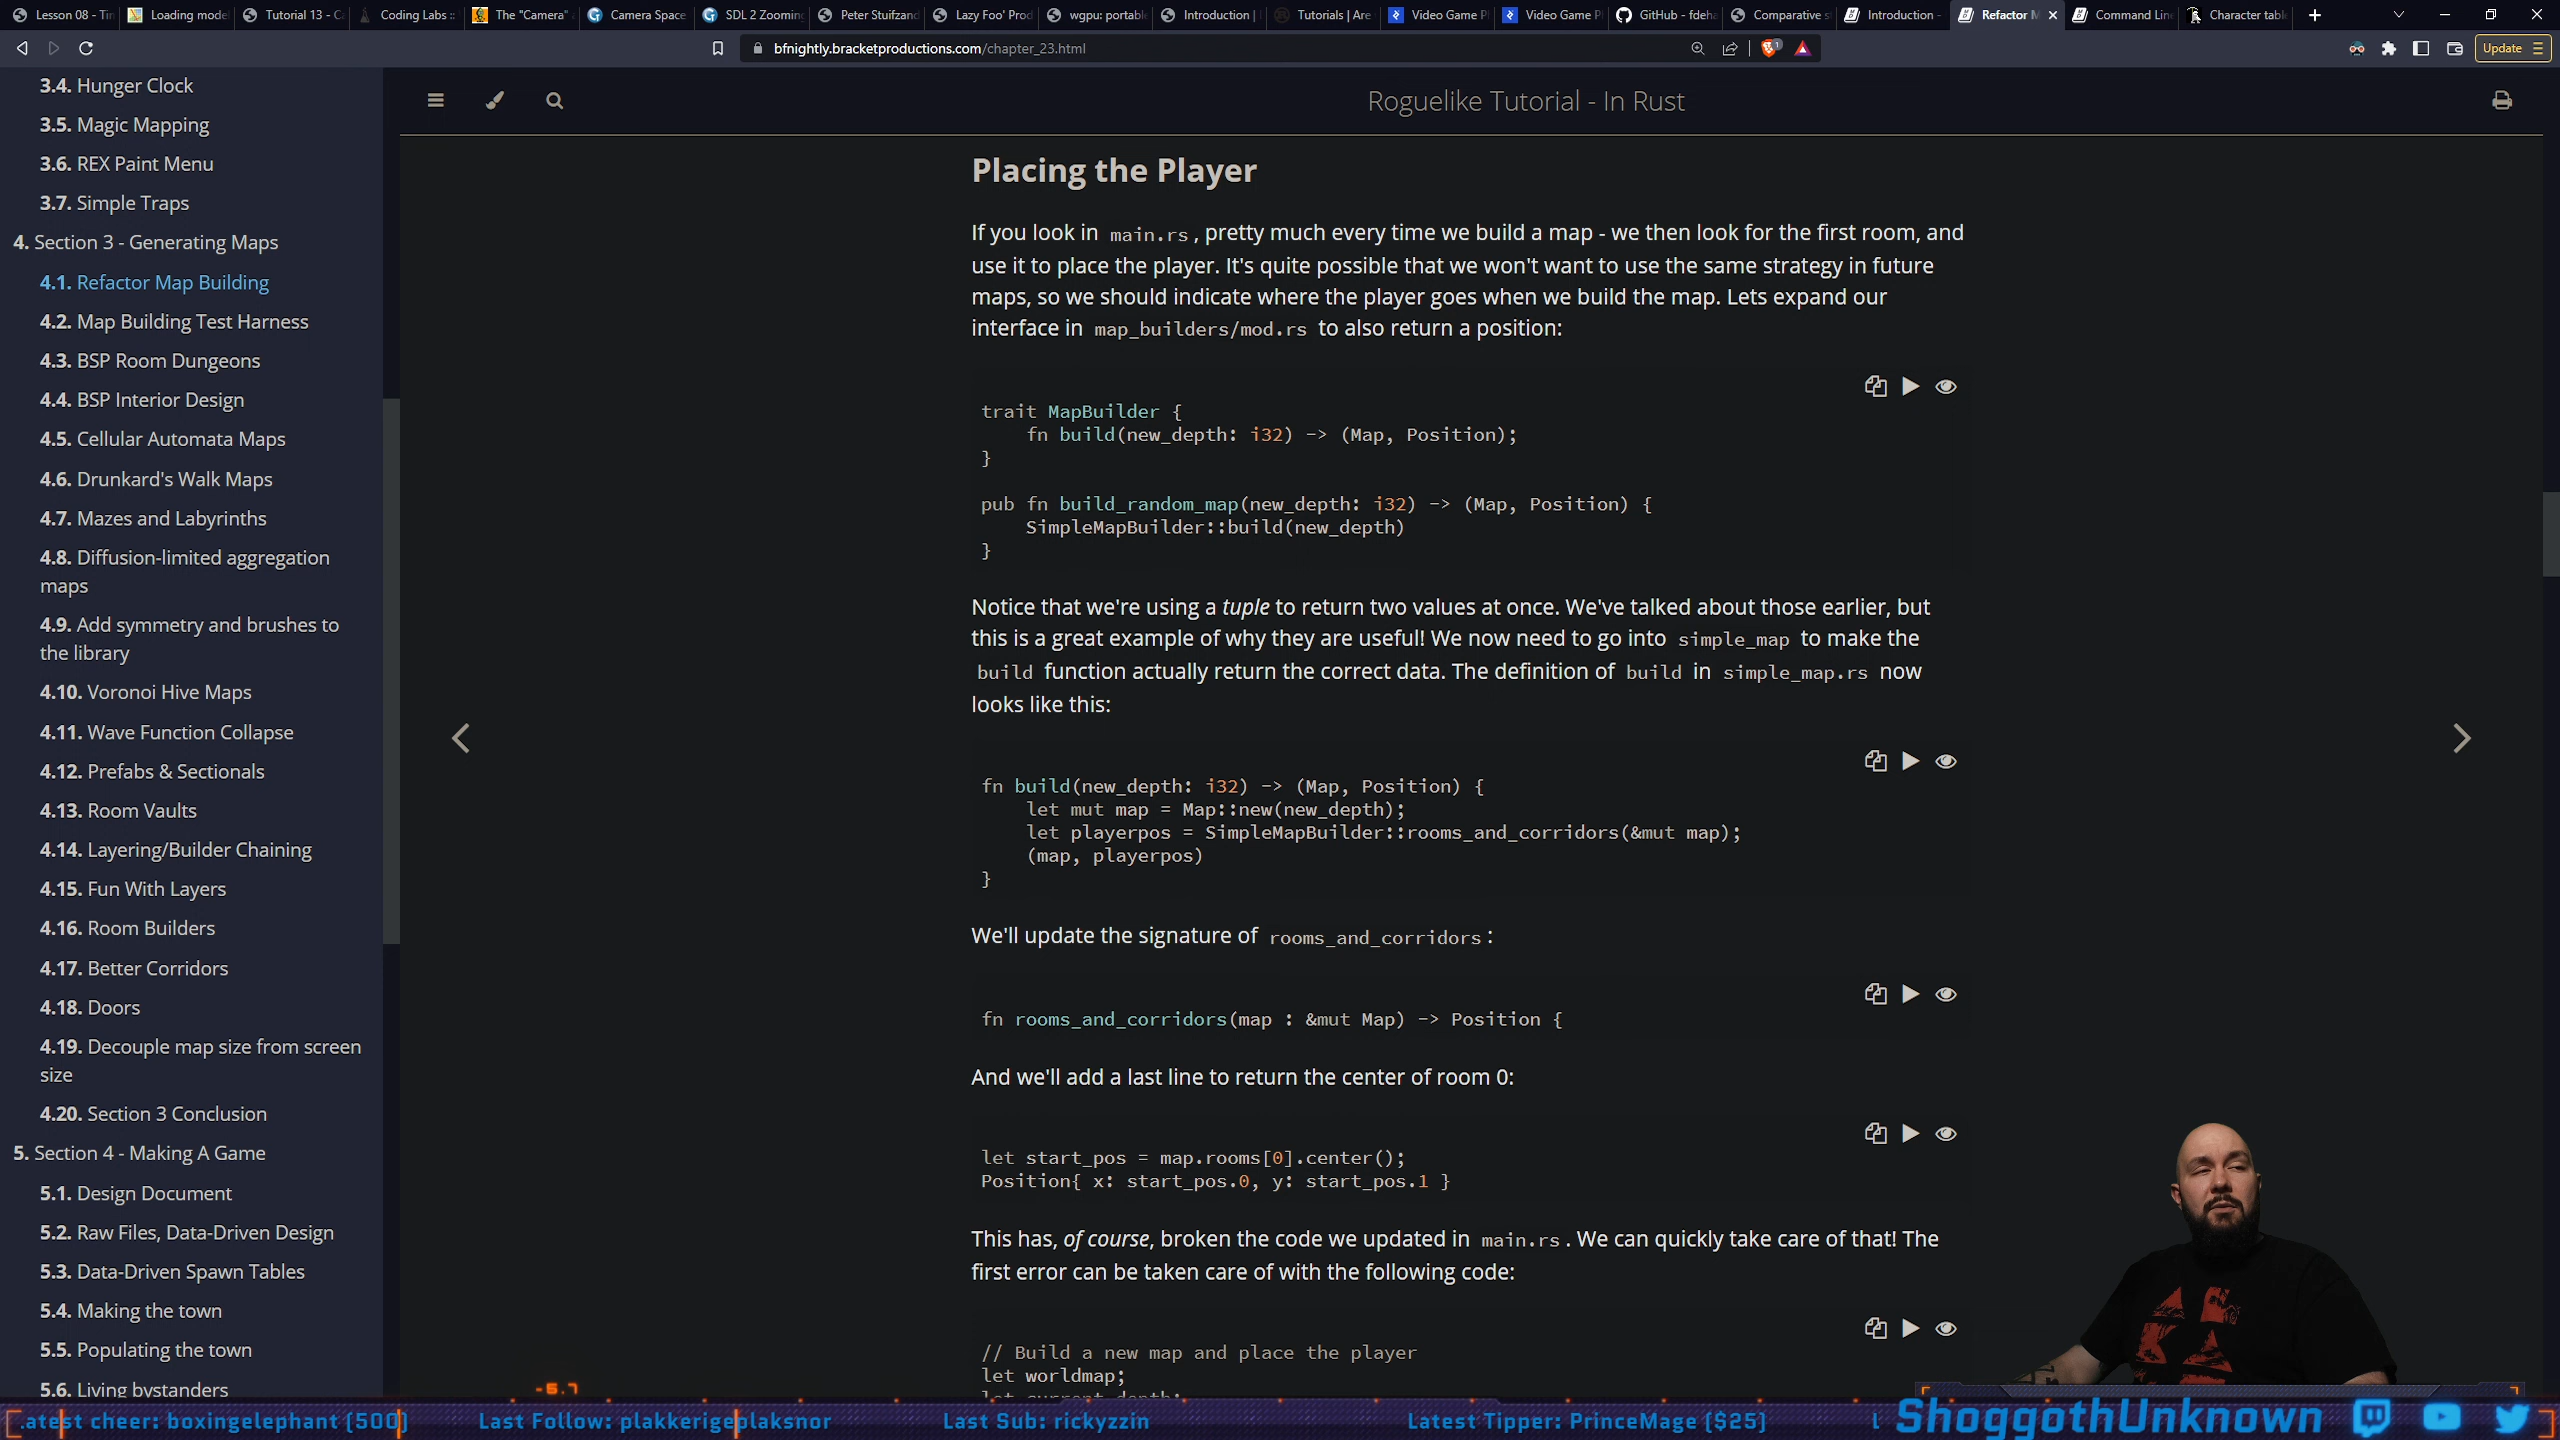 Lesson 08 - Tin
Loading mode
Tutorial 13 - Ca
Coding Labs ::
The "Camera"
Camera Space
SDL 2 Zooming
Peter Stuifzand
Lazy Foo' Prod
wgpu: portabl
Introduction |
Tutorials | Are
Video Game P
Video Game P
GitHub - fdeh
Comparative s
Introduction -
Refactor M
Command Lin
Character tabl
bfnightly.bracketproductions.com/chapter_23.html
Update
3.4. Hunger Clock
3.5. Magic Mapping
3.6. REX Paint Menu
3.7. Simple Traps
4. Section 3 - Generating Maps
4.1. Refactor Map Building
4.2. Map Building Test Harness
4.3. BSP Room Dungeons
4.4. BSP Interior Design
4.5. Cellular Automata Maps
4.6. Drunkard's Walk Maps
4.7. Mazes and Labyrinths
4.8. Diffusion-limited aggregation
maps
4.9. Add symmetry and brushes to
the library
4.10. Voronoi Hive Maps
4.11. Wave Function Collapse
4.12. Prefabs & Sectionals
4.13. Room Vaults
4.14. Layering/Builder Chaining
4.15. Fun With Layers
4.16. Room Builders
4.17. Better Corridors
4.18. Doors
4.19. Decouple map size from screen
size
4.20. Section 3 Conclusion
5. Section 4 - Making A Game
5.1. Design Document
5.2. Raw Files, Data-Driven Design
5.3. Data-Driven Spawn Tables
5.4. Making the town
5.5. Populating the town
5.6. Living bystanders
Roguelike Tutorial - In Rust
Placing the Player
If you look in main.rs, pretty much every time we build a map - we then look for the first room, and
use it to place the player. It's quite possible that we won't want to use the same strategy in future
maps, so we should indicate where the player goes when we build the map. Lets expand our
interface in map_builders/mod.rs to also return a position:
trait MapBuilder {
fn build(new_depth: i32) -> (Map, Position);
}
pub fn build_random_map(new_depth: i32) -> (Map, Position) {
SimpleMapBuilder::build(new_depth)
}
Notice that we're using a tuple to return two values at once. We've talked about those earlier, but
this is a great example of why they are useful! We now need to go into simple_map to make the
build function actually return the correct data. The definition of build in simple_map.rs now
looks like this:
fn build(new_depth: i32) -> (Map, Position) {
let mut map = Map::new(new_depth);
let playerpos = SimpleMapBuilder::rooms_and_corridors(&mut map);
(map, playerpos)
}
We'll update the signature of rooms_and_corridors:
fn rooms_and_corridors(map : &mut Map) -> Position {
And we'll add a last line to return the center of room 0:
let start_pos = map.rooms[0].center();
Position{ x: start_pos.0, y: start_pos.1 }
This has, of course, broken the code we updated in main.rs. We can quickly take care of that! The
first error can be taken care of with the following code:
// Build a new map and place the player
let worldmap;
let current_depth;
-5.7
atest cheer: boxingelephant (500)
Last Follow: plakkerigeplaksnor
Last Sub: rickyzzin
Latest Tipper: PrinceMage ($25)
ShoggothUnknown